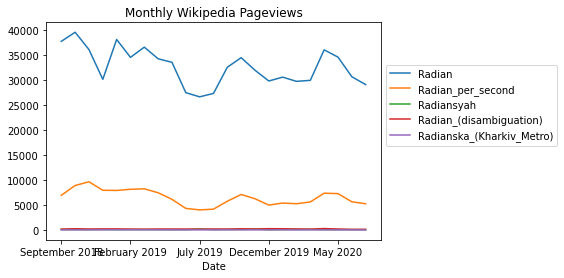 Monthly Wikipedia Pageviews
40000
35000
30000
25000
20000
15000
10000
5000
0
September 2018
February 2019
July 2019
December 2019
May 2020
Date
Radian
Radian_per_second
Radiansyah
Radian_(disambiguation)
Radianska_(Kharkiv_Metro)